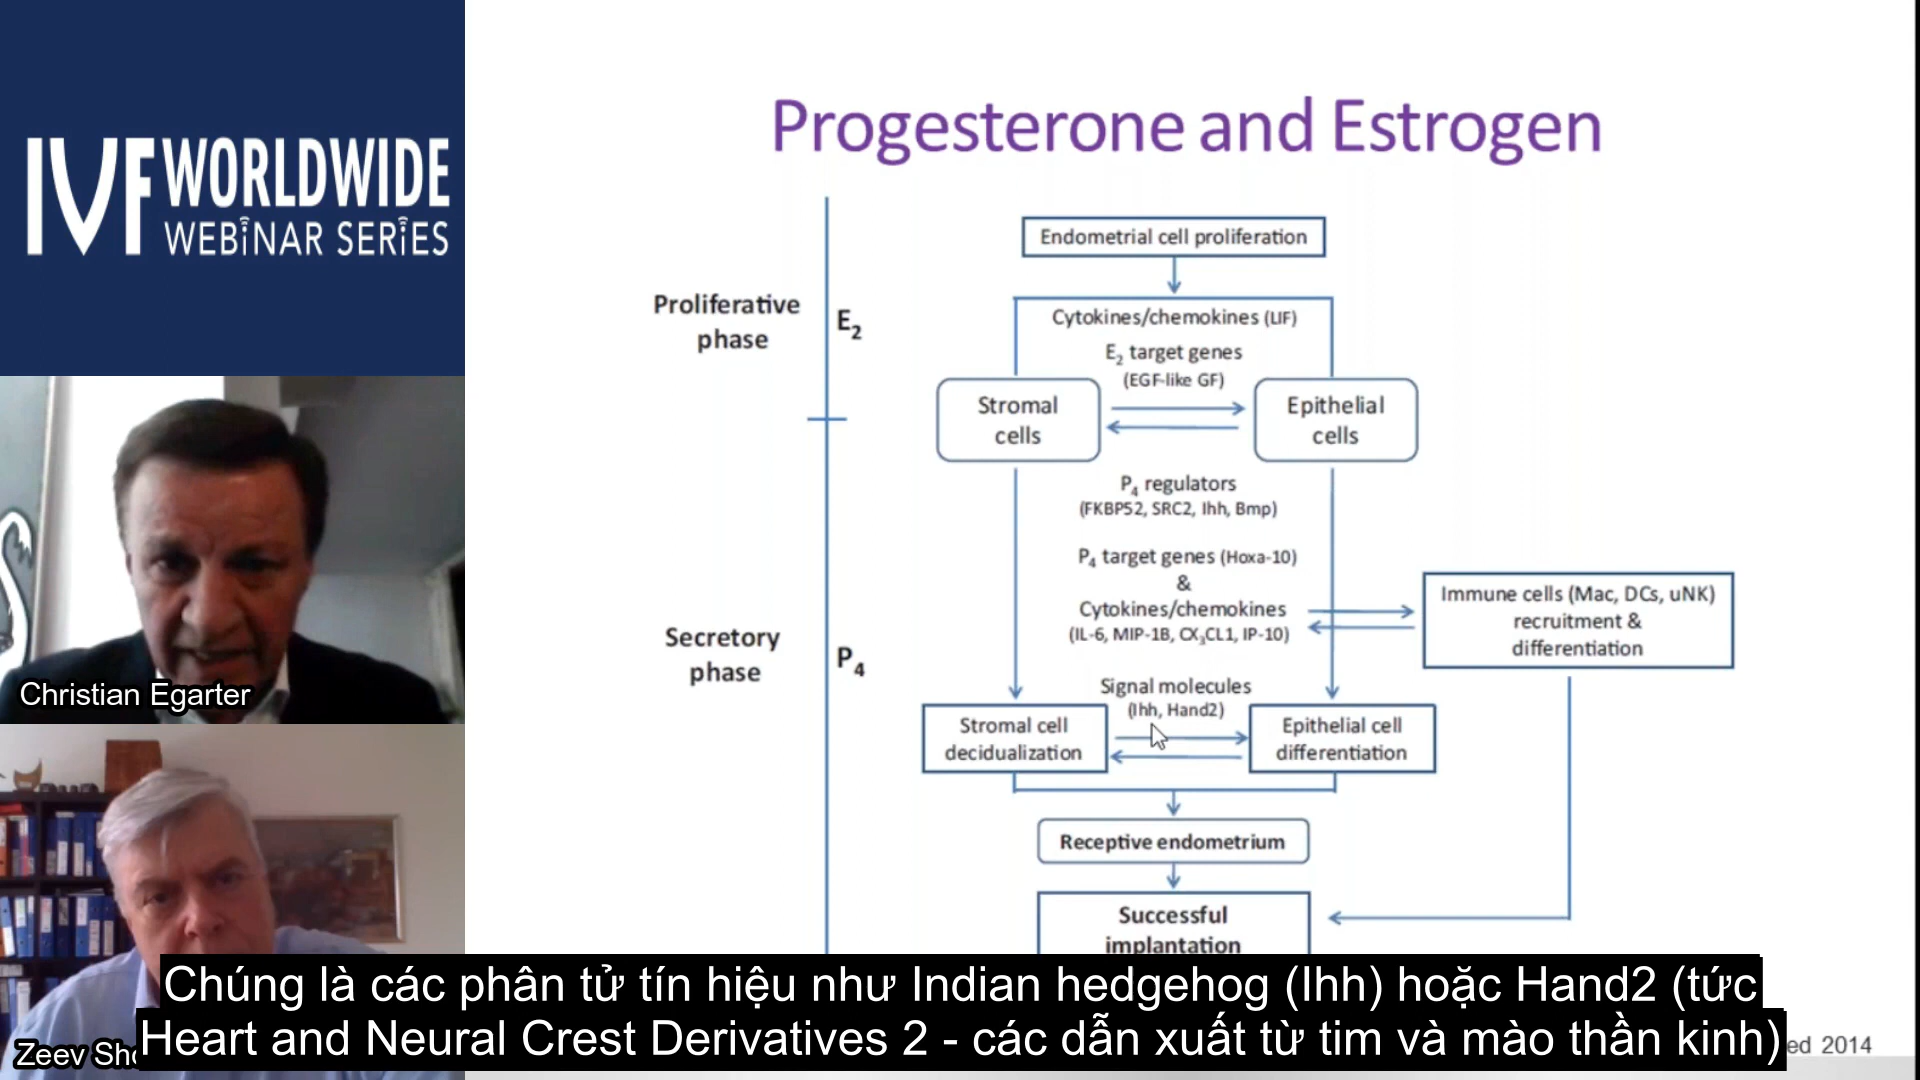 IVF WORLDWIDE
WEBINAR SERIES
Christian Egarter
Progesterone and Estrogen
Proliferative
phase
E2
Secretory
phase
P4
Endometrial cell proliferation
Cytokines/chemokines (LIF)
E2 target genes
(EGF-like GF)
Stromal
cells
Epithelial
cells
P4 regulators
(FKBP52, SRC2, Ihh, Bmp)
P4 target genes (Hoxa-10)
&
Cytokines/chemokines
(IL-6, MIP-1B, CX3CL1, IP-10)
Immune cells (Mac, DCs, uNK)
recruitment &
differentiation
Signal molecules
(Ihh, Hand2)
Stromal cell
decidualization
Epithelial cell
differentiation
Receptive endometrium
Successful
implantation
Chúng là các phân tử tín hiệu như Indian hedgehog (Ihh) hoặc Hand2 (tức
Heart and Neural Crest Derivatives 2 - các dẫn xuất từ tim và mào thần kinh)
Zeev
2014